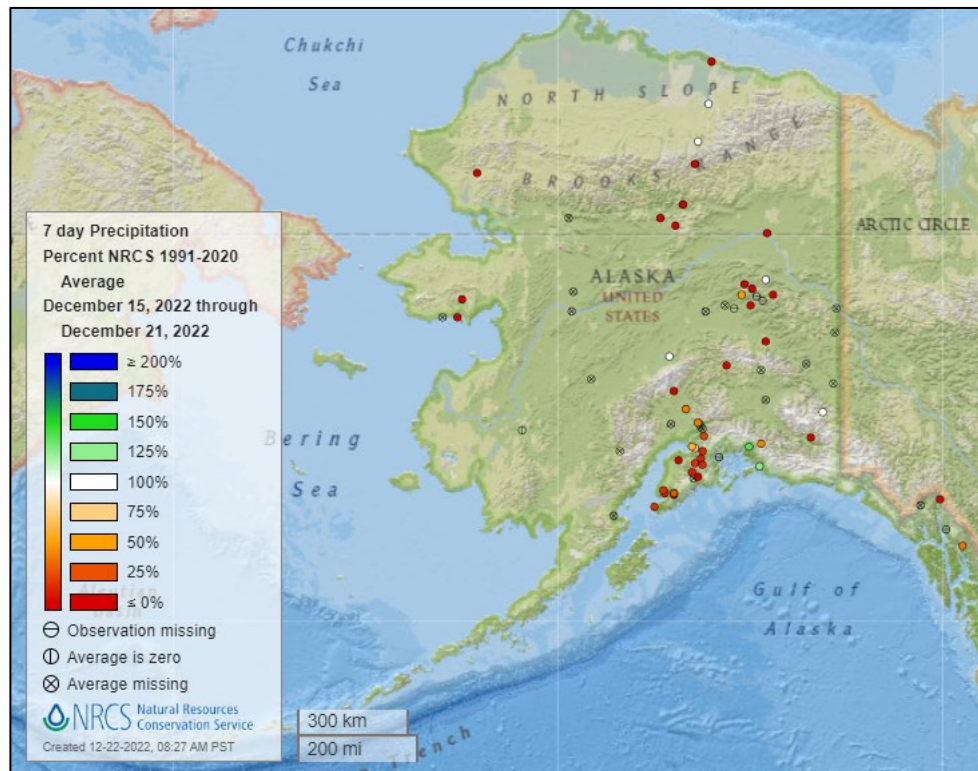 Chukchi
Sea
NORTH SLOPE
BROOKS RANGE
ARCTIC CIRCLE
ALASKA
UNITED
STATES
7 day Precipitation
Percent NRCS 1991-2020
Average
December 15, 2022 through
December 21, 2022
≥ 200%
175%
150%
125%
100%
75%
50%
25%
≤ 0%
Observation missing
Average is zero
Average missing
NRCS Natural Resources
Conservation Service
Created 12-22-2022, 08:27 AM PST
Bering
Sea
Gulf of
Alaska
300 km
200 mi
Trench